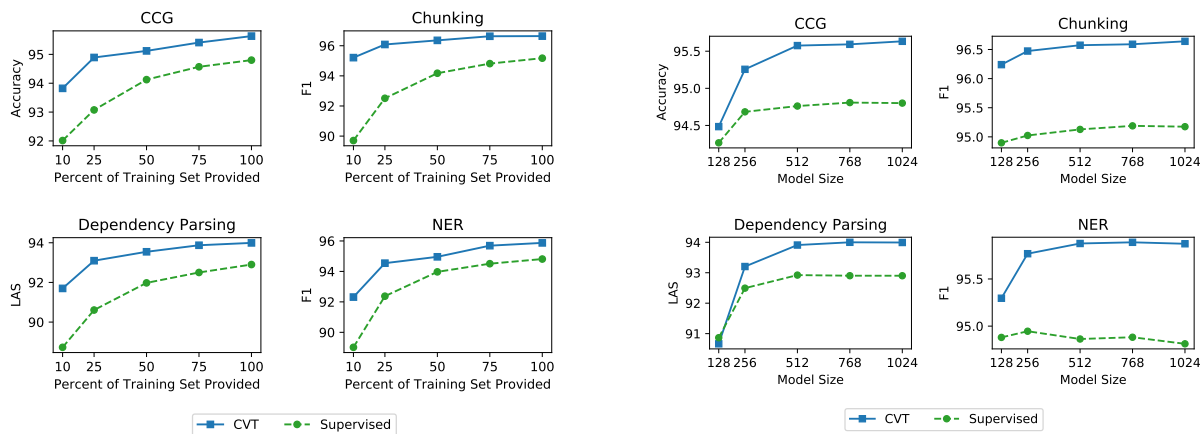 CCG
Accuracy
95
94
93
92
10 25 50 75 100
Percent of Training Set Provided
Chunking
F1
96
94
92
90
10 25 50 75 100
Percent of Training Set Provided
Dependency Parsing
LAS
94
92
90
10 25 50 75 100
Percent of Training Set Provided
NER
F1
96
94
92
90
10 25 50 75 100
Percent of Training Set Provided
CVT Supervised
CCG
Accuracy
95.5
95.0
94.5
128 256 512 768 1024
Model Size
Chunking
F1
96.5
96.0
95.5
95.0
128 256 512 768 1024
Model Size
Dependency Parsing
LAS
94
93
92
91
128 256 512 768 1024
Model Size
NER
F1
95.5
95.0
128 256 512 768 1024
Model Size
CVT Supervised